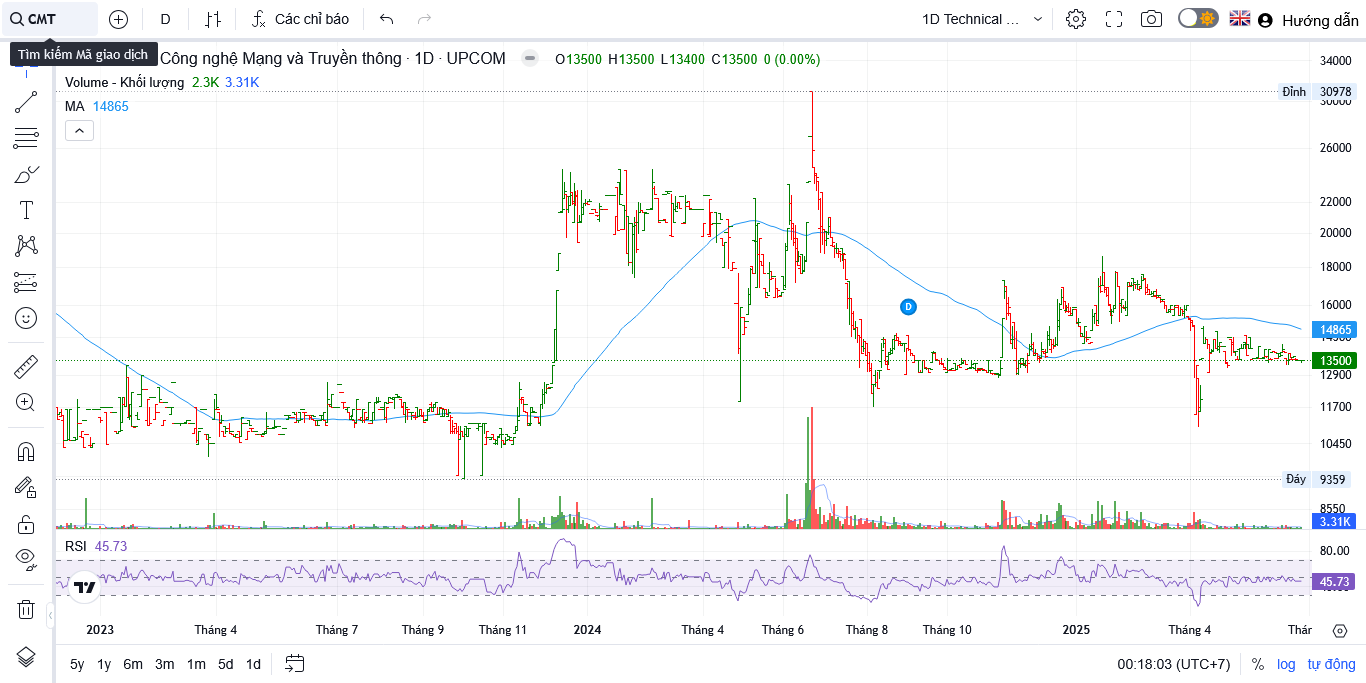 CMT
D
Các chỉ báo
1D Technical ...
Hướng dẫn
Tìm kiếm Mã giao dịch
Công nghệ Mạng và Truyền thông · 1D · UPCOM
O13500 H13500 L13400 C13500 0 (0.00%)
Volume - Khối lượng 2.3K 3.31K
MA 14865
34000
Đỉnh 30978
30000
26000
22000
20000
18000
16000
D
14865
13500
12900
11700
10450
Đáy 9359
8550
3.31K
RSI 45.73
80.00
45.73
2023
Tháng 4
Tháng 7
Tháng 9
Tháng 11
2024
Tháng 4
Tháng 6
Tháng 8
Tháng 10
2025
Tháng 4
Thár
5y 1y 6m 3m 1m 5d 1d
00:18:03 (UTC+7)
% log tự động